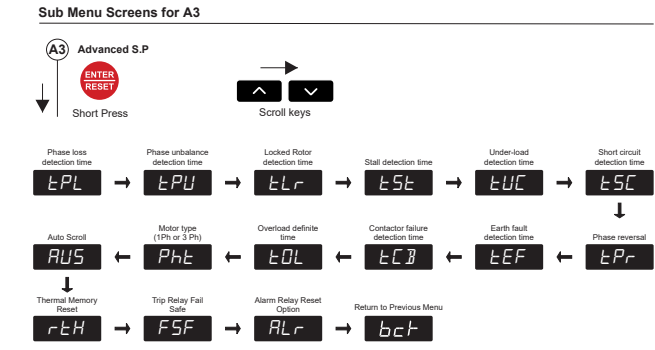 Sub Menu Screens for A3
A3 Advanced S.P
ENTER
RESET
Short Press
Scroll keys
Phase loss
detection time
tPL
Phase unbalance
detection time
tPU
Locked Rotor
detection time
tLr
Stall detection time
tSt
Under-load
detection time
tUC
Short circuit
detection time
tSC
Phase reversal
tPr
Earth fault
detection time
tEF
Contactor failure
detection time
tCB
Overload definite
time
tOL
Motor type
(1Ph or 3 Ph)
Pht
Auto Scroll
AUS
Thermal Memory
Reset
rtH
Trip Relay Fail
Safe
FSF
Alarm Relay Reset
Option
ALr
Return to Previous Menu
bct